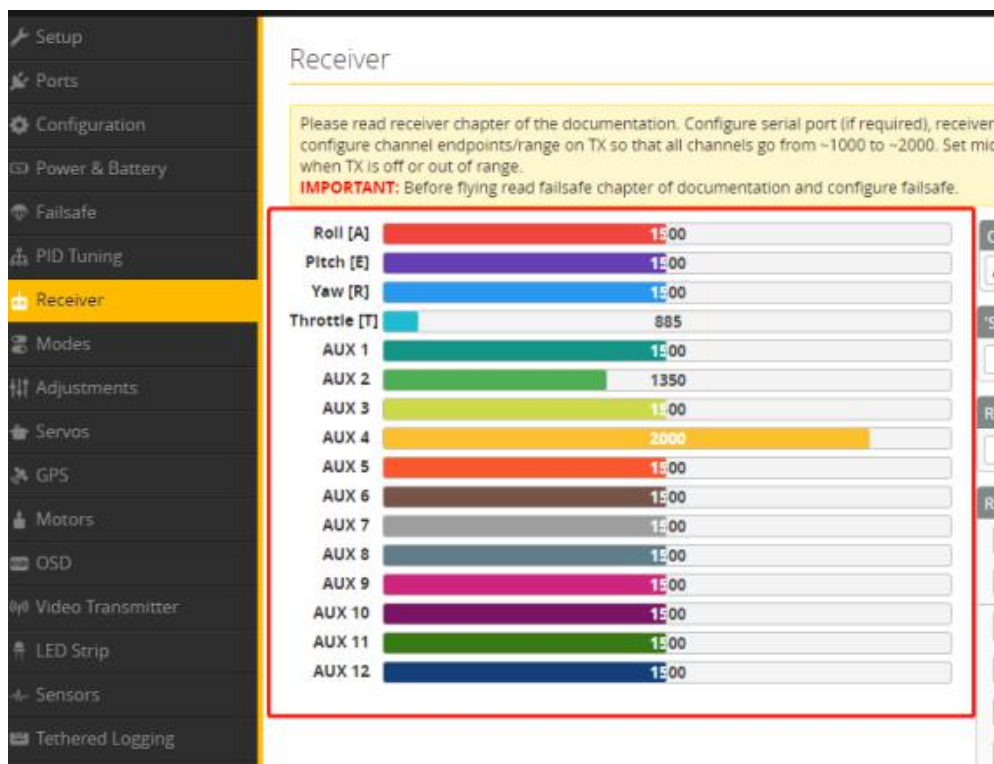 Setup
Ports
Configuration
Power & Battery
Failsafe
PID Tuning
Receiver
Modes
Adjustments
Servos
GPS
Motors
OSD
Video Transmitter
LED Strip
Sensors
Tethered Logging
Receiver
Please read receiver chapter of the documentation. Configure serial port (if required), receiver
configure channel endpoints/range on TX so that all channels go from ~1000 to ~2000. Set mid
when TX is off or out of range.
IMPORTANT: Before flying read failsafe chapter of documentation and configure failsafe.
Roll [A] 1500
Pitch [E] 1500
Yaw [R] 1500
Throttle [T] 885
AUX 1 1500
AUX 2 1350
AUX 3 1500
AUX 4 2000
AUX 5 1500
AUX 6 1500
AUX 7 1500
AUX 8 1500
AUX 9 1500
AUX 10 1500
AUX 11 1500
AUX 12 1500